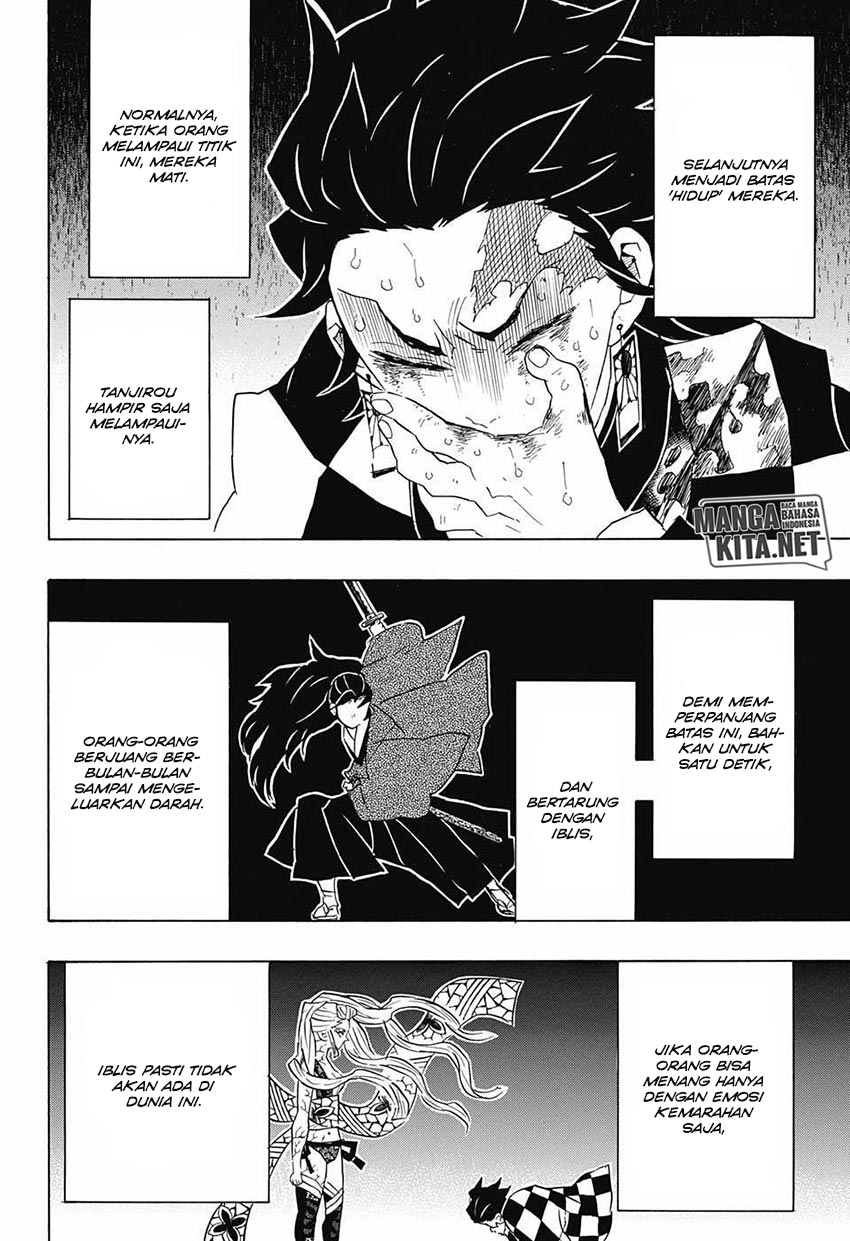 SELANJUTNYA
MENJADI BATAS
'HIDUP' MEREKA.
NORMALNYA,
KETIKA ORANG
MELAMPAUI TITIK
INI, MEREKA
MATI.
TANJIROU
HAMPIR SAJA
MELAMPAUI-
NYA.
MANGA
KITA.NET
BACA MANGA
BAHASA
INDONESIA
DEMI MEM-
PERPANJANG
BATAS INI, BAH-
KAN UNTUK
SATU DETIK,
DAN
BERTARUNG
DENGAN
IBLIS,
ORANG-ORANG
BERJUANG BER-
BULAN-BULAN
SAMPAI MENGE-
LUARKAN DARAH.
JIKA ORANG-
ORANG BISA
MENANG HANYA
DENGAN EMOSI
KEMARAHAN
SAJA,
IBLIS PASTI TIDAK
AKAN ADA DI
DUNIA INI.